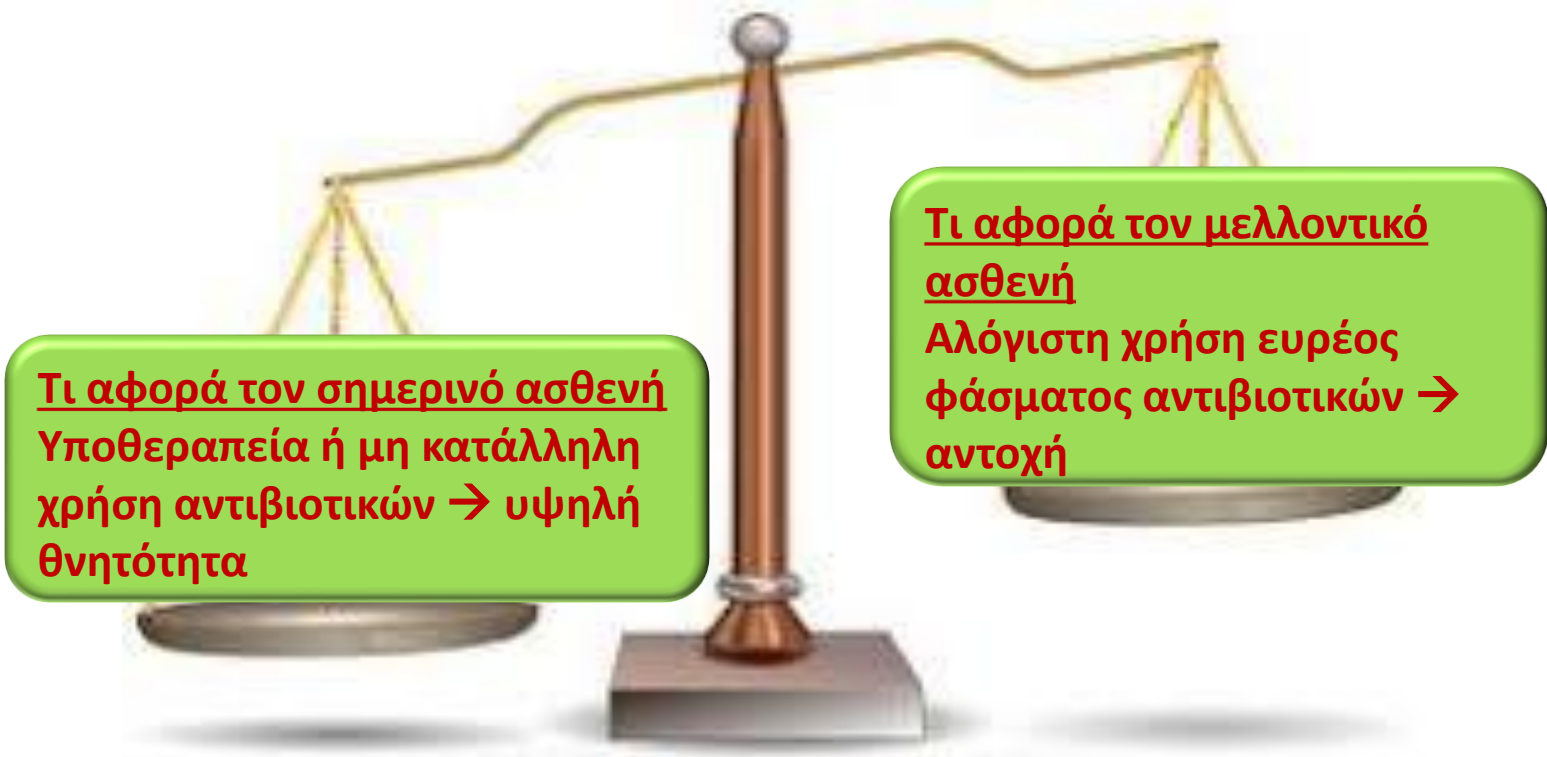 Τι αφορά τον σημερινό ασθενή
Υποθεραπεία ή μη κατάλληλη
χρήση αντιβιοτικών → υψηλή
θνητότητα
Τι αφορά τον μελλοντικό
ασθενή
Αλόγιστη χρήση ευρέος
φάσματος αντιβιοτικών →
αντοχή